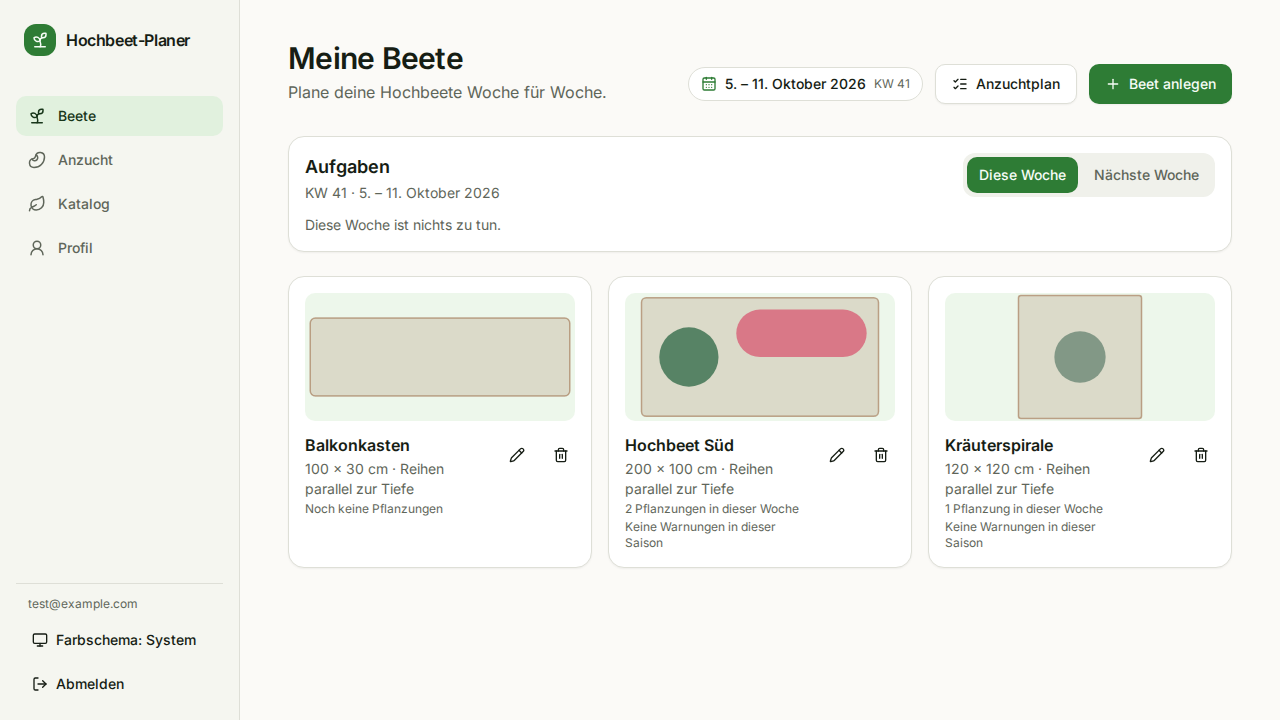 Hochbeet-Planer
Beete
Anzucht
Katalog
Profil
test@example.com
Farbschema: System
Abmelden
Meine Beete
Plane deine Hochbeete Woche für Woche.
5. – 11. Oktober 2026 KW 41
Anzuchtplan
Beet anlegen
Aufgaben
KW 41 · 5. – 11. Oktober 2026
Diese Woche ist nichts zu tun.
Diese Woche
Nächste Woche
Balkonkasten
100 × 30 cm · Reihen
parallel zur Tiefe
Noch keine Pflanzungen
Hochbeet Süd
200 × 100 cm · Reihen
parallel zur Tiefe
2 Pflanzungen in dieser Woche
Keine Warnungen in dieser
Saison
Kräuterspirale
120 × 120 cm · Reihen
parallel zur Tiefe
1 Pflanzung in dieser Woche
Keine Warnungen in dieser
Saison